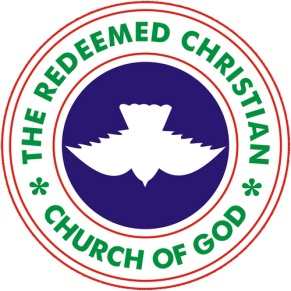 THE REDEEMED CHRISTIAN
* CHURCH OF GOD *